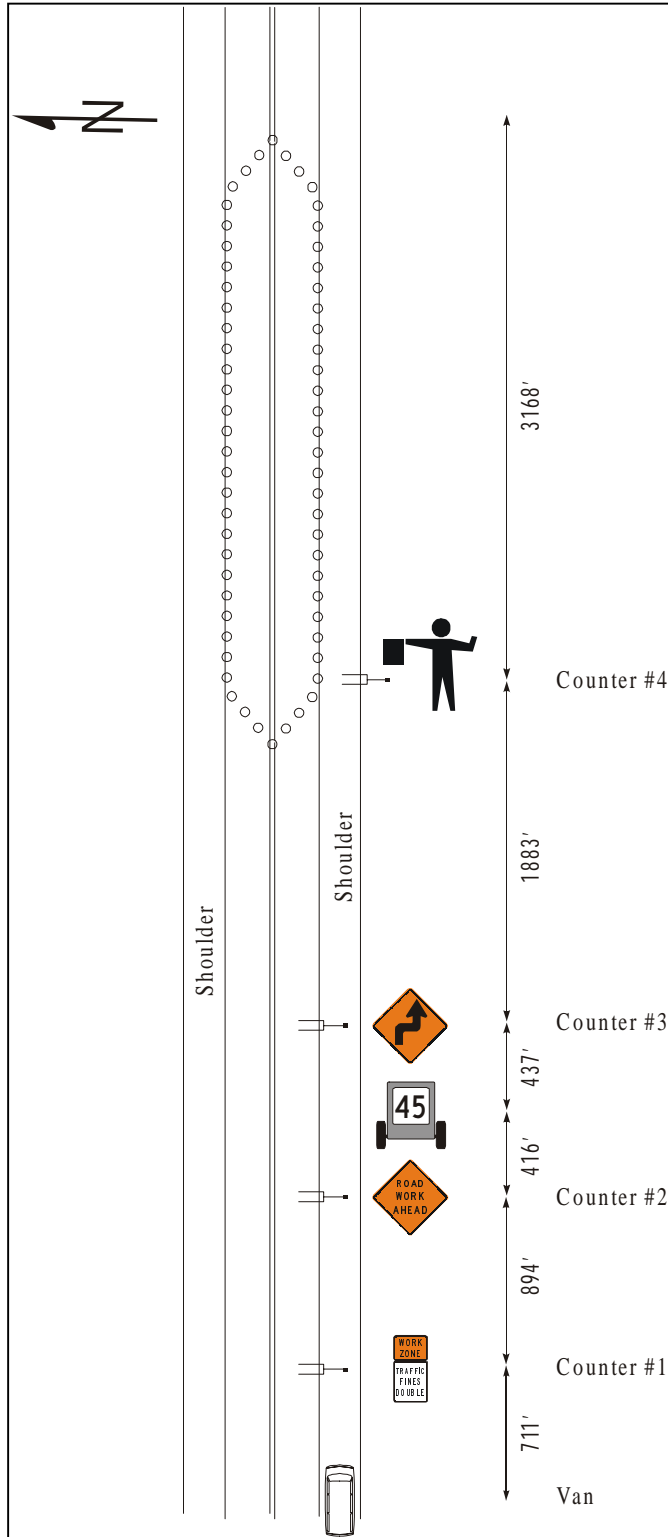 N
3168'
Counter #4
1883'
Shoulder
Shoulder
Counter #3
437'
45
416'
ROAD
WORK
AHEAD
Counter #2
894'
WORK
ZONE
TRAFFIC
FINES
DOUBLE
Counter #1
711'
Van